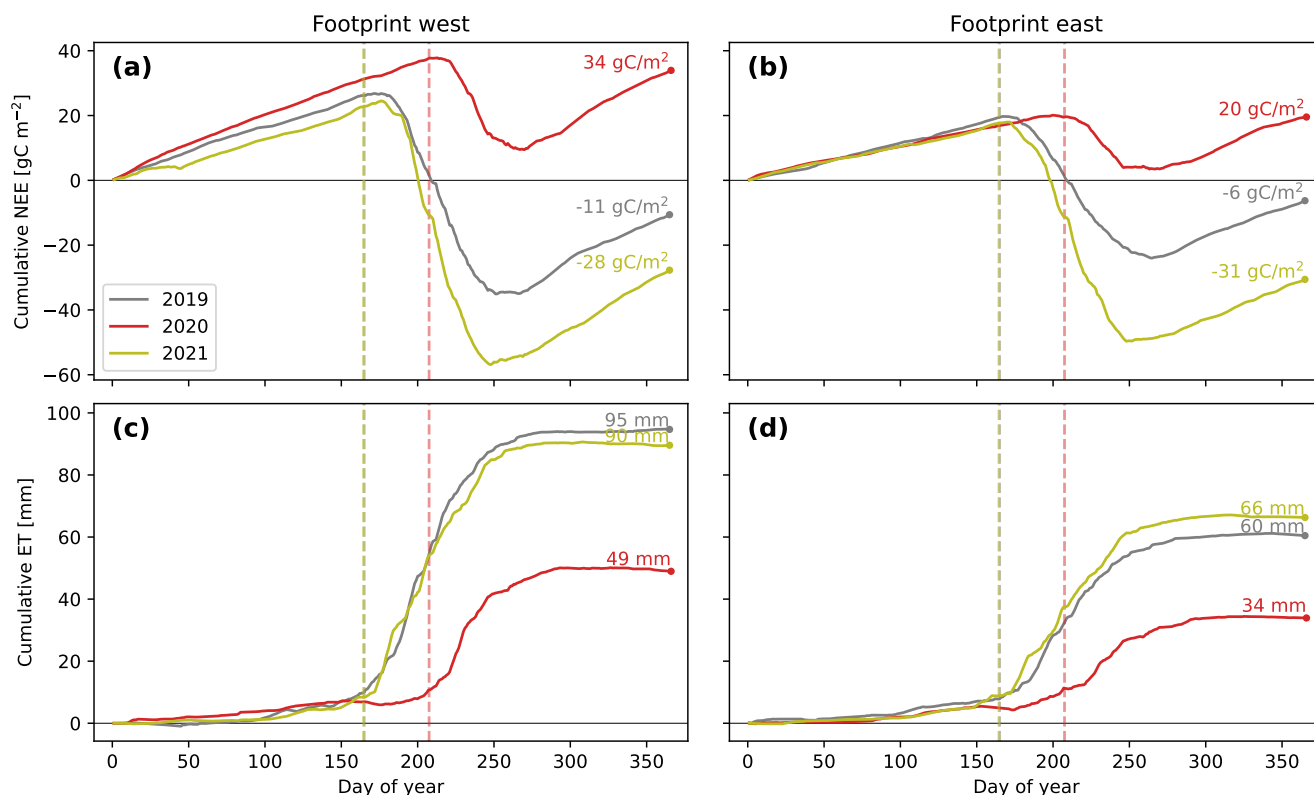 Footprint west
Footprint east
(a)
34 gC/m²
-11 gC/m²
-28 gC/m²
40
20
0
−20
−40
−60
Cumulative NEE [gC m⁻²]
2019
2020
2021
(b)
20 gC/m²
-6 gC/m²
-31 gC/m²
(c)
95 mm
90 mm
49 mm
100
80
60
40
20
0
Cumulative ET [mm]
0 50 100 150 200 250 300 350
Day of year
(d)
66 mm
60 mm
34 mm
0 50 100 150 200 250 300 350
Day of year